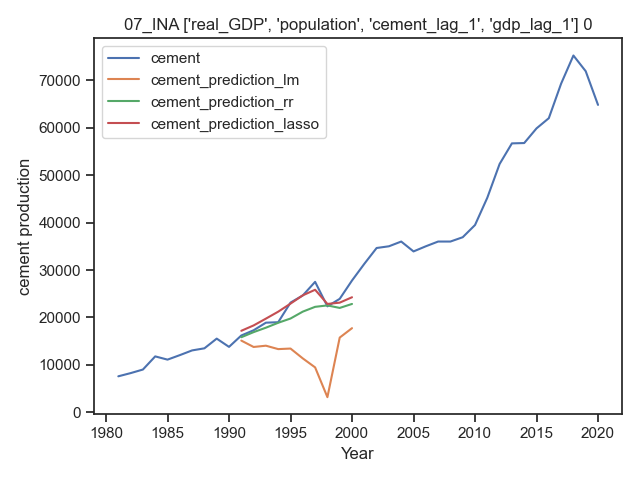 07_INA ['real_GDP', 'population', 'cement_lag_1', 'gdp_lag_1'] 0
cement
cement_prediction_lm
cement_prediction_rr
cement_prediction_lasso
70000
60000
50000
40000
30000
20000
10000
0
cement production
1980 1985 1990 1995 2000 2005 2010 2015 2020
Year